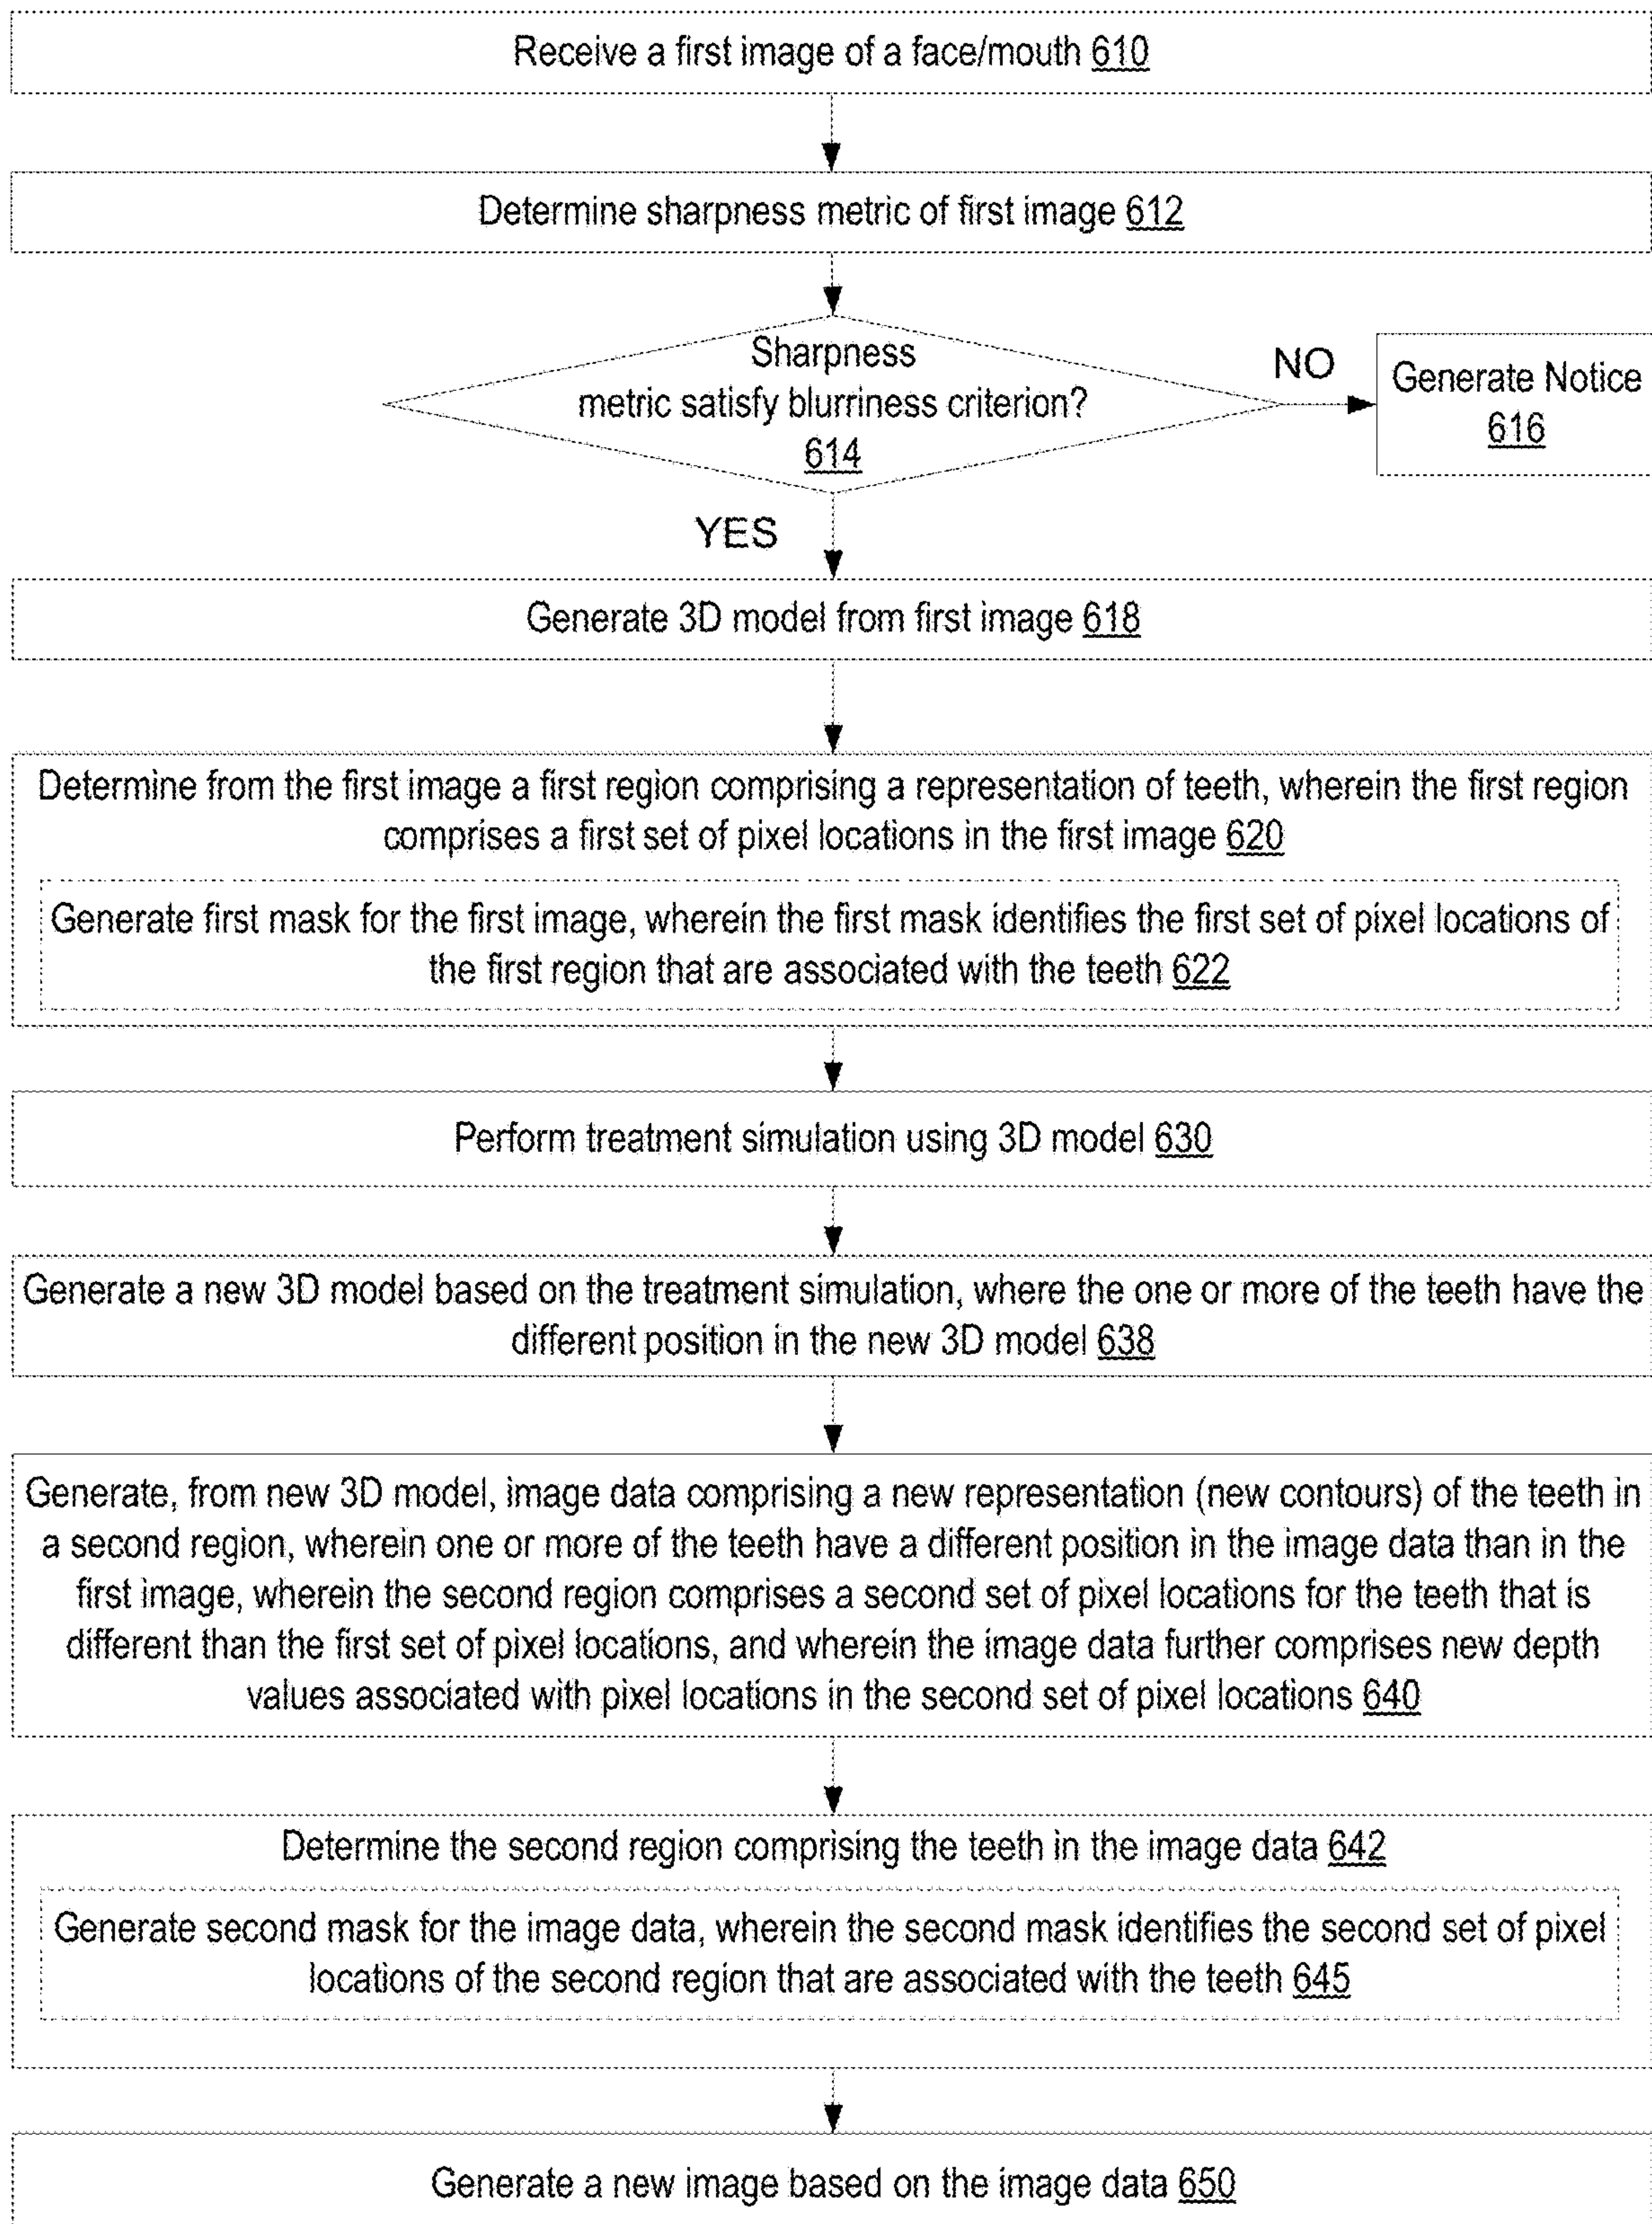 Receive a first image of a face/mouth 610
Determine sharpness metric of first image 612
Sharpness
metric satisfy blurriness criterion?
614
NO
Generate Notice
616
YES
Generate 3D model from first image 618
Determine from the first image a first region comprising a representation of teeth, wherein the first region
comprises a first set of pixel locations in the first image 620
Generate first mask for the first image, wherein the first mask identifies the first set of pixel locations of
the first region that are associated with the teeth 622
Perform treatment simulation using 3D model 630
Generate a new 3D model based on the treatment simulation, where the one or more of the teeth have the
different position in the new 3D model 638
Generate, from new 3D model, image data comprising a new representation (new contours) of the teeth in
a second region, wherein one or more of the teeth have a different position in the image data than in the
first image, wherein the second region comprises a second set of pixel locations for the teeth that is
different than the first set of pixel locations, and wherein the image data further comprises new depth
values associated with pixel locations in the second set of pixel locations 640
Determine the second region comprising the teeth in the image data 642
Generate second mask for the image data, wherein the second mask identifies the second set of pixel
locations of the second region that are associated with the teeth 645
Generate a new image based on the image data 650